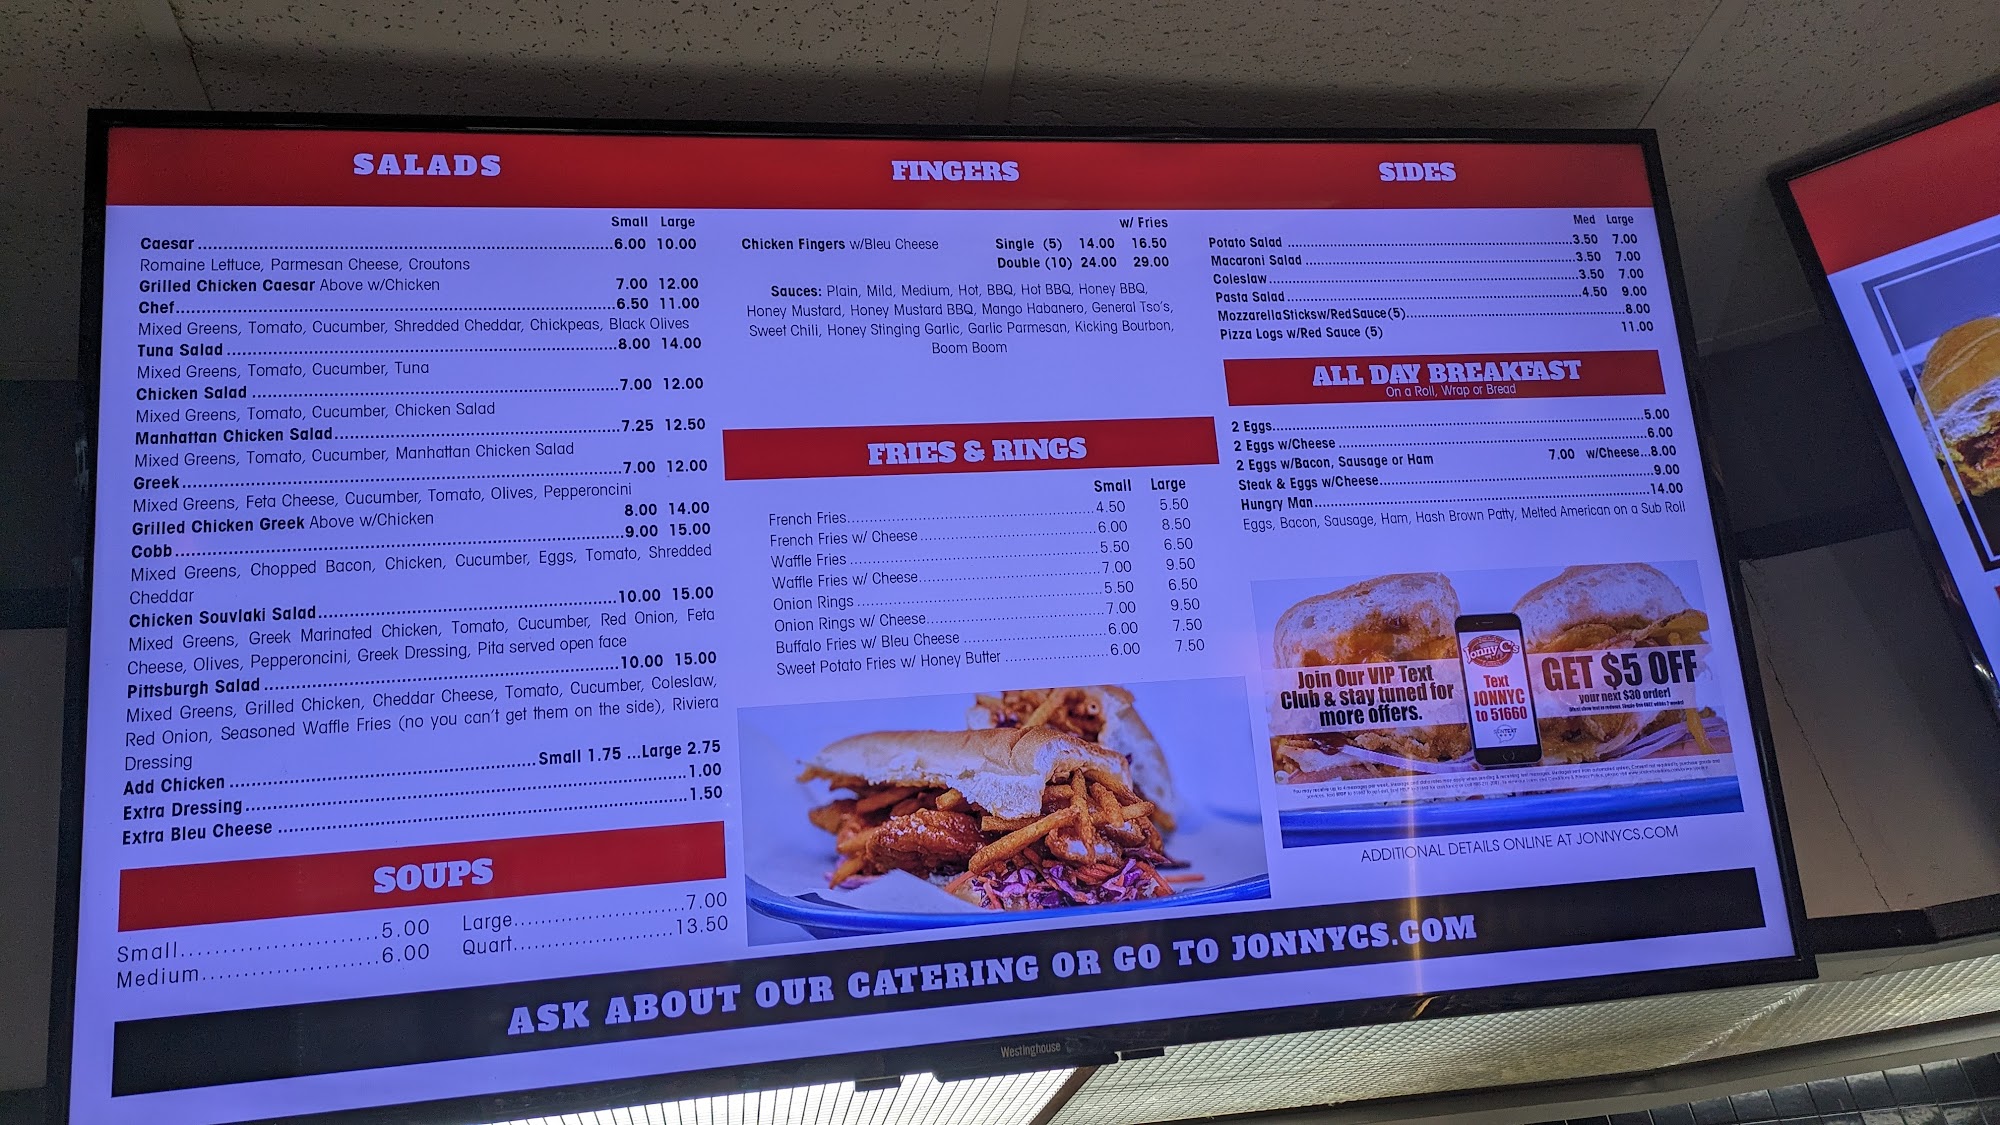 SALADS
Small Large
Caesar 6.00 10.00
Romaine Lettuce, Parmesan Cheese, Croutons
Grilled Chicken Caesar Above w/Chicken 7.00 12.00
Chef 6.50 11.00
Mixed Greens, Tomato, Cucumber, Shredded Cheddar, Chickpeas, Black Olives
Tuna Salad 8.00 14.00
Mixed Greens, Tomato, Cucumber, Tuna
Chicken Salad 7.00 12.00
Mixed Greens, Tomato, Cucumber, Chicken Salad
Manhattan Chicken Salad 7.25 12.50
Mixed Greens, Tomato, Cucumber, Manhattan Chicken Salad
Greek 7.00 12.00
Mixed Greens, Feta Cheese, Cucumber, Tomato, Olives, Pepperoncini
Grilled Chicken Greek Above w/Chicken 8.00 14.00
Cobb 9.00 15.00
Mixed Greens, Chopped Bacon, Chicken, Cucumber, Eggs, Tomato, Shredded
Cheddar
Chicken Souvlaki Salad 10.00 15.00
Mixed Greens, Greek Marinated Chicken, Tomato, Cucumber, Red Onion, Feta
Cheese, Olives, Pepperoncini, Greek Dressing, Pita served open face
Pittsburgh Salad 10.00 15.00
Mixed Greens, Grilled Chicken, Cheddar Cheese, Tomato, Cucumber, Coleslaw,
Red Onion, Seasoned Waffle Fries (no you can't get them on the side), Riviera
Dressing
Add Chicken Small 1.75 ...Large 2.75
Extra Dressing 1.00
Extra Bleu Cheese 1.50
SOUPS
Small 5.00 Large 7.00
Medium 6.00 Quart 13.50
FINGERS
w/ Fries
Chicken Fingers w/Bleu Cheese Single (5) 14.00 16.50
Double (10) 24.00 29.00
Sauces: Plain, Mild, Medium, Hot, BBQ, Hot BBQ, Honey BBQ,
Honey Mustard, Honey Mustard BBQ, Mango Habanero, General Tso's,
Sweet Chili, Honey Stinging Garlic, Garlic Parmesan, Kicking Bourbon,
Boom Boom
FRIES & RINGS
Small Large
French Fries 4.50 5.50
French Fries w/ Cheese 6.00 8.50
Waffle Fries 5.50 6.50
Waffle Fries w/ Cheese 7.00 9.50
Onion Rings 5.50 6.50
Onion Rings w/ Cheese 7.00 9.50
Buffalo Fries w/ Bleu Cheese 6.00 7.50
Sweet Potato Fries w/ Honey Butter 6.00 7.50
SIDES
Med Large
Potato Salad 3.50 7.00
Macaroni Salad 3.50 7.00
Coleslaw 3.50 7.00
Pasta Salad 4.50 9.00
Mozzarella Sticks w/Red Sauce (5) 8.00
Pizza Logs w/Red Sauce (5) 11.00
ALL DAY BREAKFAST
On a Roll, Wrap or Bread
2 Eggs 5.00
2 Eggs w/Cheese 6.00
2 Eggs w/Bacon, Sausage or Ham 7.00 w/Cheese...8.00
Steak & Eggs w/Cheese 9.00
Hungry Man 14.00
Eggs, Bacon, Sausage, Ham, Hash Brown Patty, Melted American on a Sub Roll
Join Our VIP Text
Club & stay tuned for
more offers.
Jonny C's
Text
JONNYC
to 51660
GET $5 OFF
your next $30 order!
ADDITIONAL DETAILS ONLINE AT JONNYCS.COM
ASK ABOUT OUR CATERING OR GO TO JONNYCS.COM
Westinghouse